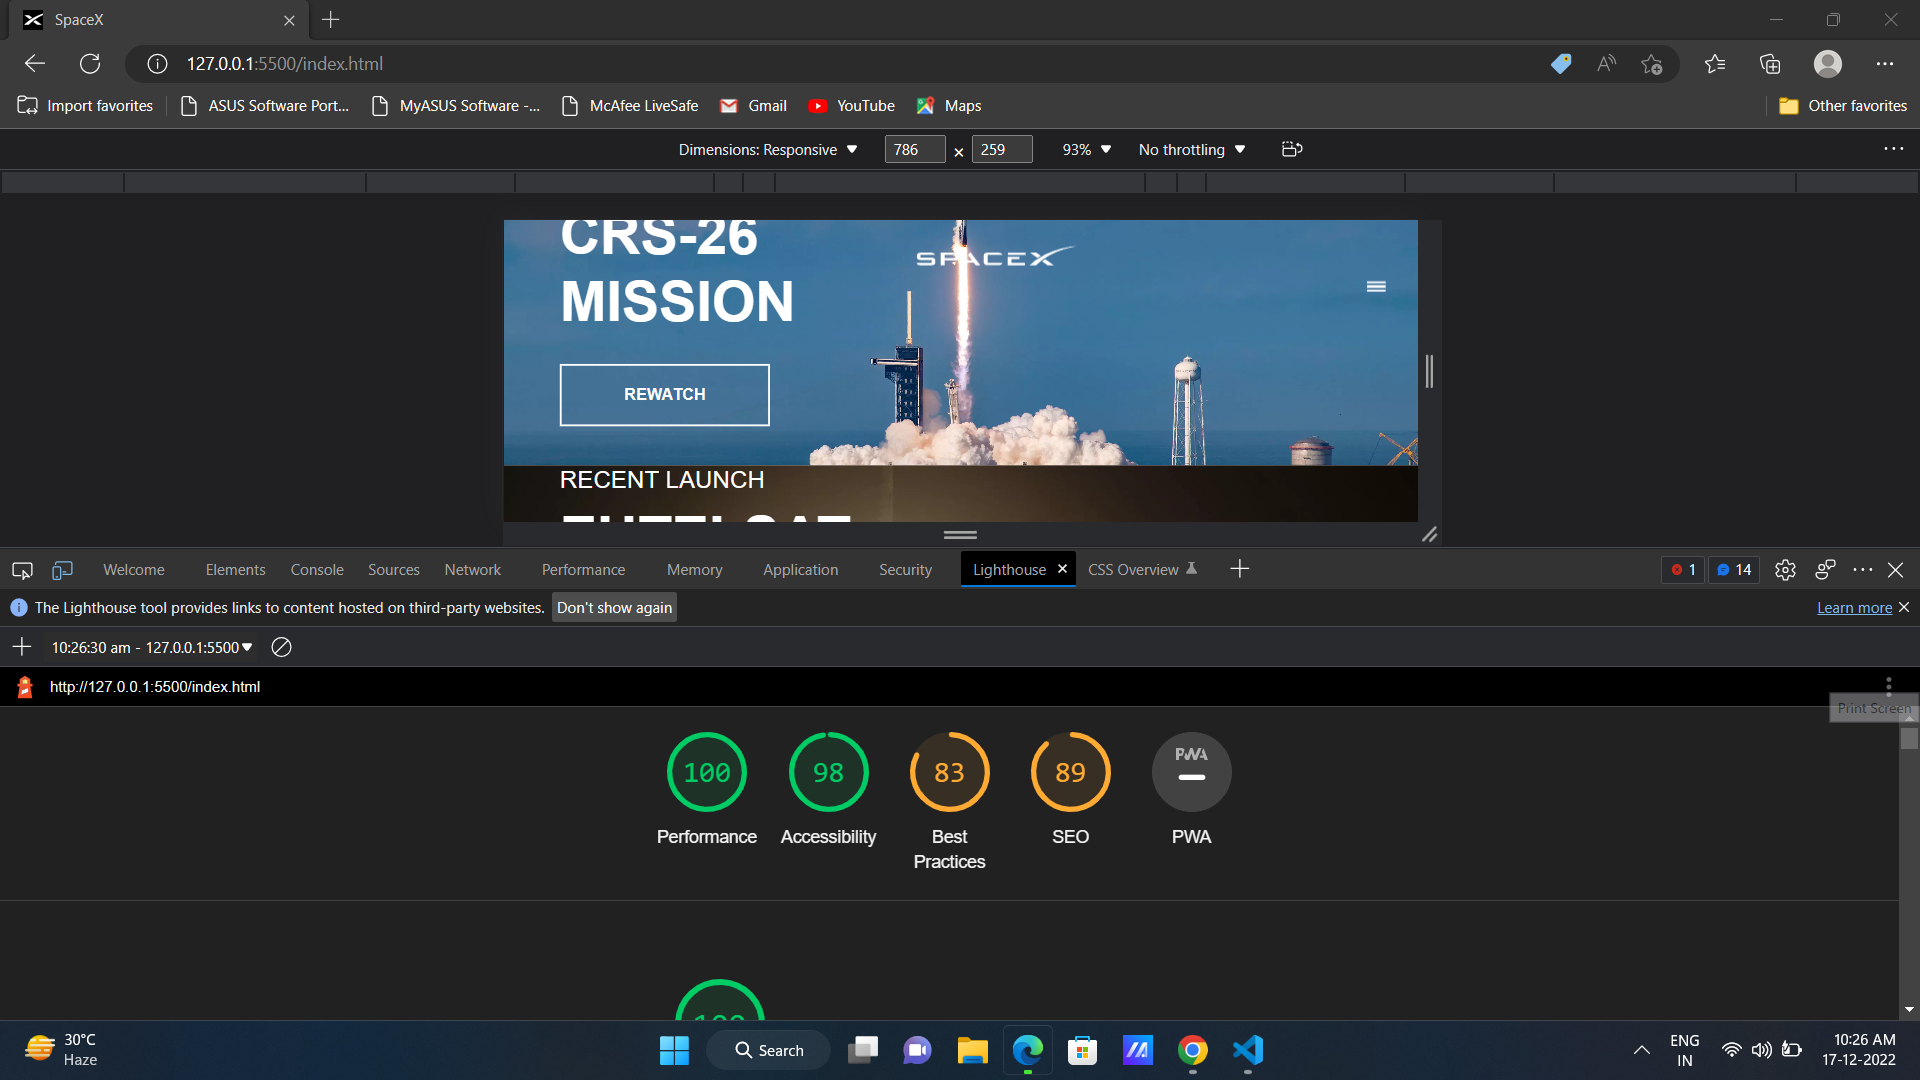 SpaceX
127.0.0.1:5500/index.html
Import favorites
ASUS Software Port...
MyASUS Software -...
McAfee LiveSafe
Gmail
YouTube
Maps
Other favorites
Dimensions: Responsive
786 × 259
93%
No throttling
CRS-26
MISSION
SPACEX
REWATCH
RECENT LAUNCH
Welcome
Elements
Console
Sources
Network
Performance
Memory
Application
Security
Lighthouse
CSS Overview
1
14
The Lighthouse tool provides links to content hosted on third-party websites.
Don't show again
Learn more
10:26:30 am - 127.0.0.1:5500
http://127.0.0.1:5500/index.html
Print Screen
100
98
83
89
PWA
Performance
Accessibility
Best
Practices
SEO
PWA
100
30°C
Haze
Search
ENG
IN
10:26 AM
17-12-2022